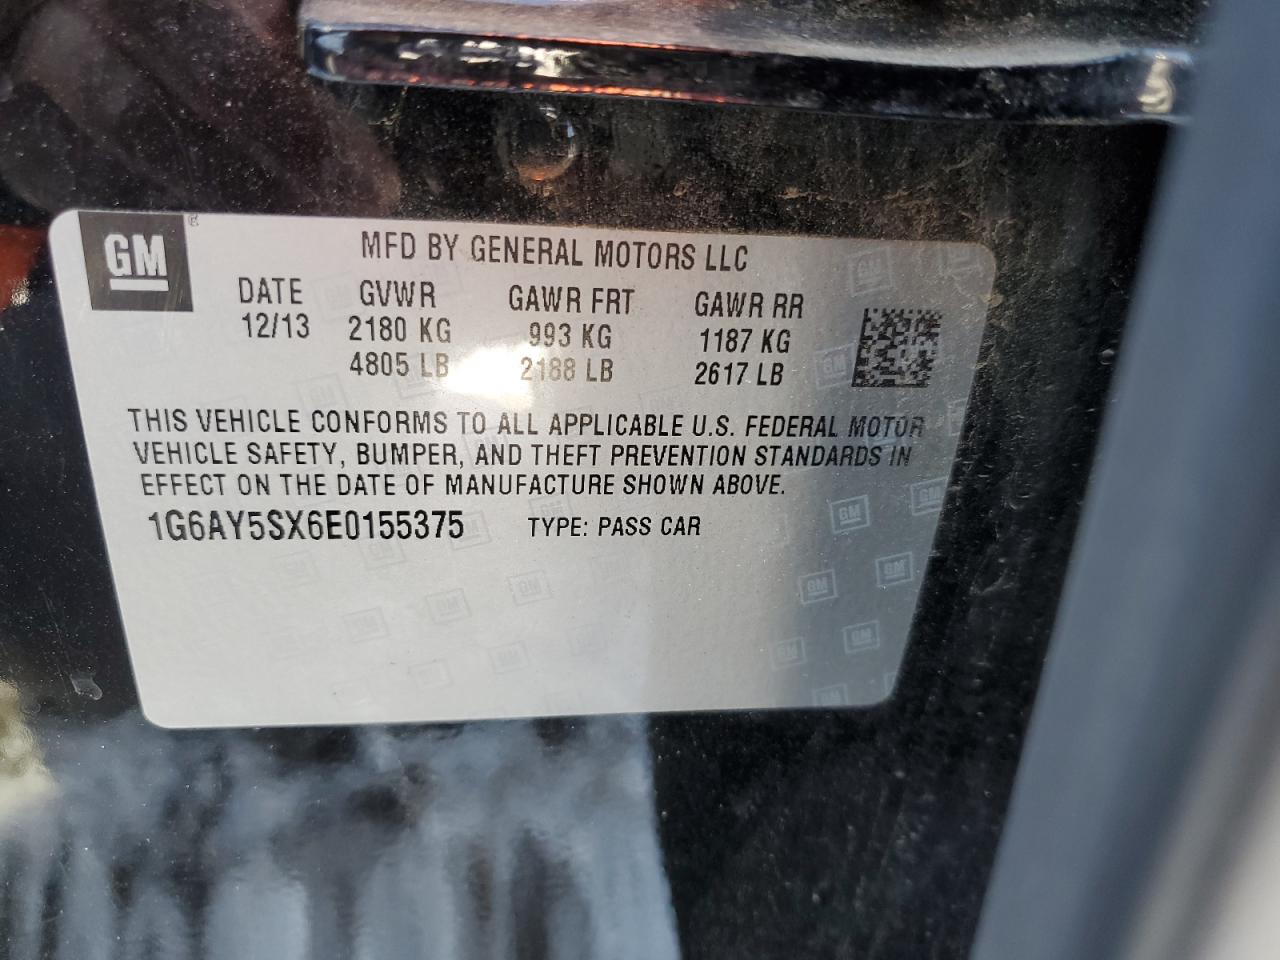 GM
MFD BY GENERAL MOTORS LLC
DATE GVWR GAWR FRT GAWR RR
12/13 2180 KG 993 KG 1187 KG
4805 LB 2188 LB 2617 LB
THIS VEHICLE CONFORMS TO ALL APPLICABLE U.S. FEDERAL MOTOR
VEHICLE SAFETY, BUMPER, AND THEFT PREVENTION STANDARDS IN
EFFECT ON THE DATE OF MANUFACTURE SHOWN ABOVE.
1G6AY5SX6E0155375 TYPE: PASS CAR